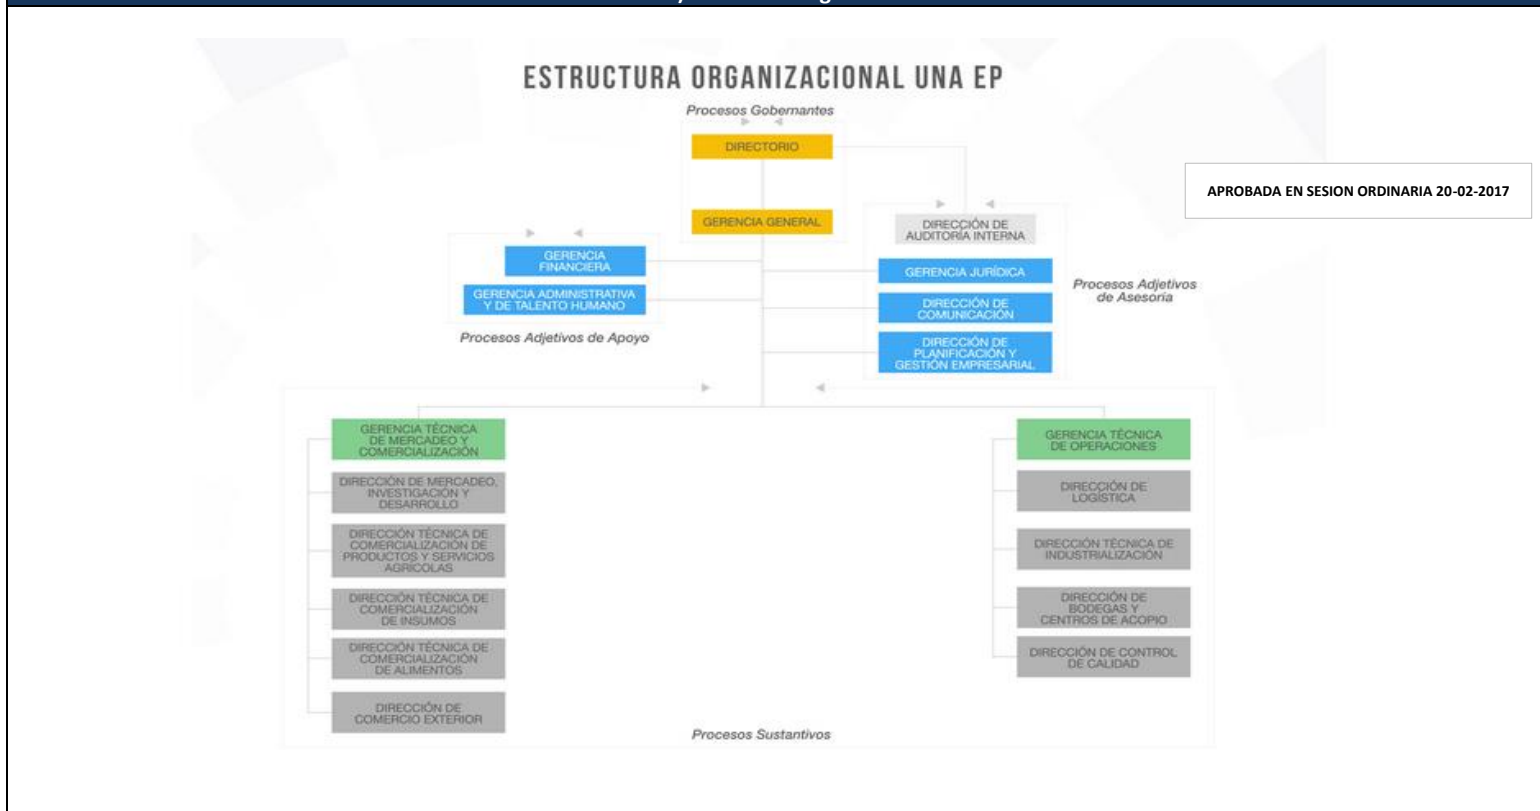 ESTRUCTURA ORGANIZACIONAL UNA EP
Procesos Gobernantes
DIRECTORIO
APROBADA EN SESION ORDINARIA 20-02-2017
GERENCIA GENERAL
DIRECCIÓN DE
AUDITORÍA INTERNA
GERENCIA
FINANCIERA
GERENCIA ADMINISTRATIVA
Y DE TALENTO HUMANO
Procesos Adjetivos de Apoyo
GERENCIA JURÍDICA
DIRECCIÓN DE
COMUNICACIÓN
DIRECCIÓN DE
PLANIFICACIÓN Y
GESTIÓN EMPRESARIAL
Procesos Adjetivos
de Asesoría
GERENCIA TÉCNICA
DE MERCADEO Y
COMERCIALIZACIÓN
DIRECCIÓN DE MERCADEO,
INVESTIGACIÓN Y
DESARROLLO
DIRECCIÓN TÉCNICA DE
COMERCIALIZACIÓN DE
PRODUCTOS Y SERVICIOS
AGRÍCOLAS
DIRECCIÓN TÉCNICA DE
COMERCIALIZACIÓN
DE INSUMOS
DIRECCIÓN TÉCNICA DE
COMERCIALIZACIÓN
DE ALIMENTOS
DIRECCIÓN DE
COMERCIO EXTERIOR
GERENCIA TÉCNICA
DE OPERACIONES
DIRECCIÓN DE
LOGÍSTICA
DIRECCIÓN TÉCNICA DE
INDUSTRIALIZACIÓN
DIRECCIÓN DE
BODEGAS Y
CENTROS DE ACOPIO
DIRECCIÓN DE CONTROL
DE CALIDAD
Procesos Sustantivos